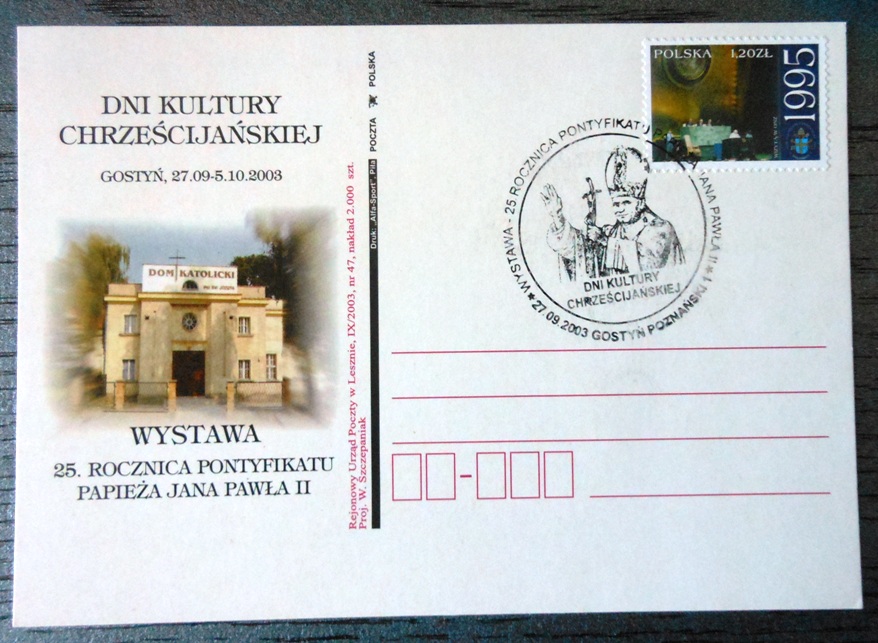 DNI KULTURY
CHRZEŚCIJAŃSKIEJ
GOSTYŃ, 27.09-5.10.2003
DOM KATOLICKI
WYSTAWA
25. ROCZNICA PONTYFIKATU
PAPIEŻA JANA PAWŁA II
Rejonowy Urząd Poczty w Lesznie, IX/2003, nr 47, nakład 2.000 szt.
Proj. W. Szczepaniak
Druk: „Alfa-Sport”, Piła
POCZTA POLSKA
POLSKA 1,20ZŁ
1995
WYSTAWA - 25 ROCZNICA PONTYFIKATU JANA PAWŁA II
DNI KULTURY
CHRZEŚCIJAŃSKIEJ
27.09.2003 GOSTYŃ POZNAŃSKI 1